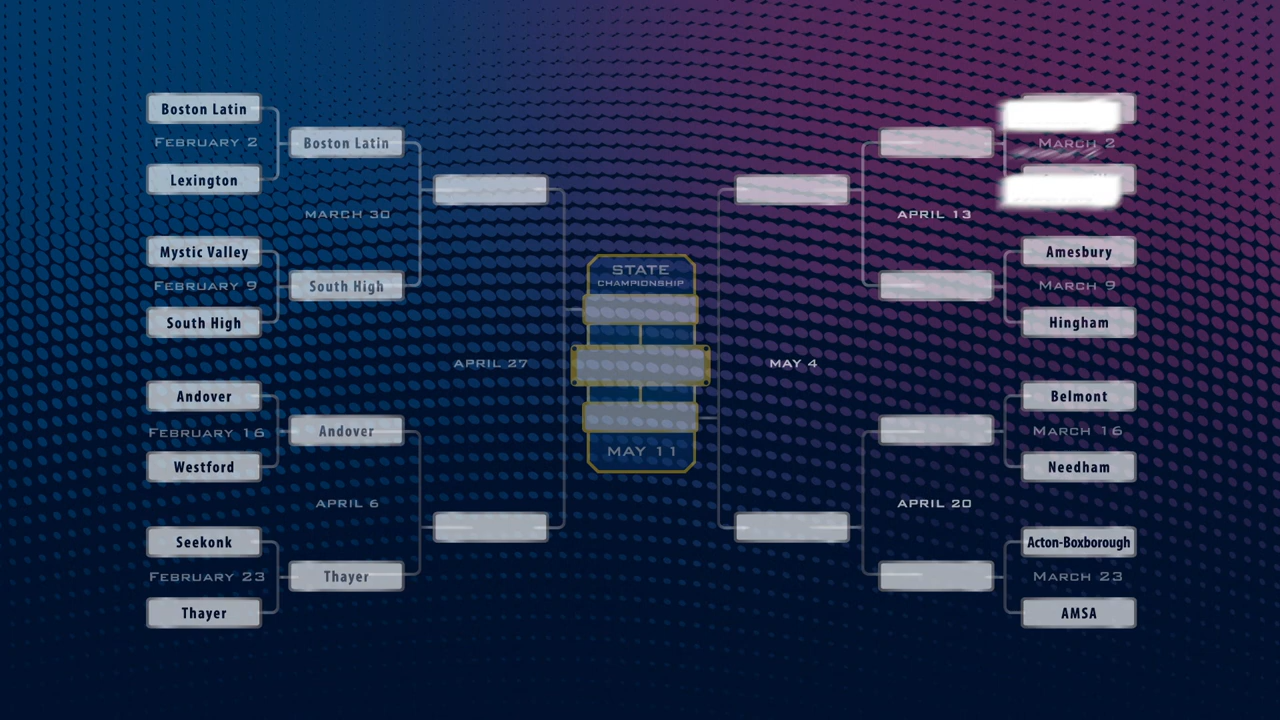 Boston Latin
FEBRUARY 2
Lexington
Mystic Valley
FEBRUARY 9
South High
Andover
FEBRUARY 16
Westford
Seekonk
FEBRUARY 23
Thayer
Boston Latin
MARCH 30
South High
Andover
APRIL 6
Thayer
APRIL 27
STATE
CHAMPIONSHIP
MAY 11
MAY 4
APRIL 13
APRIL 20
MARCH 2
Amesbury
MARCH 9
Hingham
Belmont
MARCH 16
Needham
Acton-Boxborough
MARCH 23
AMSA